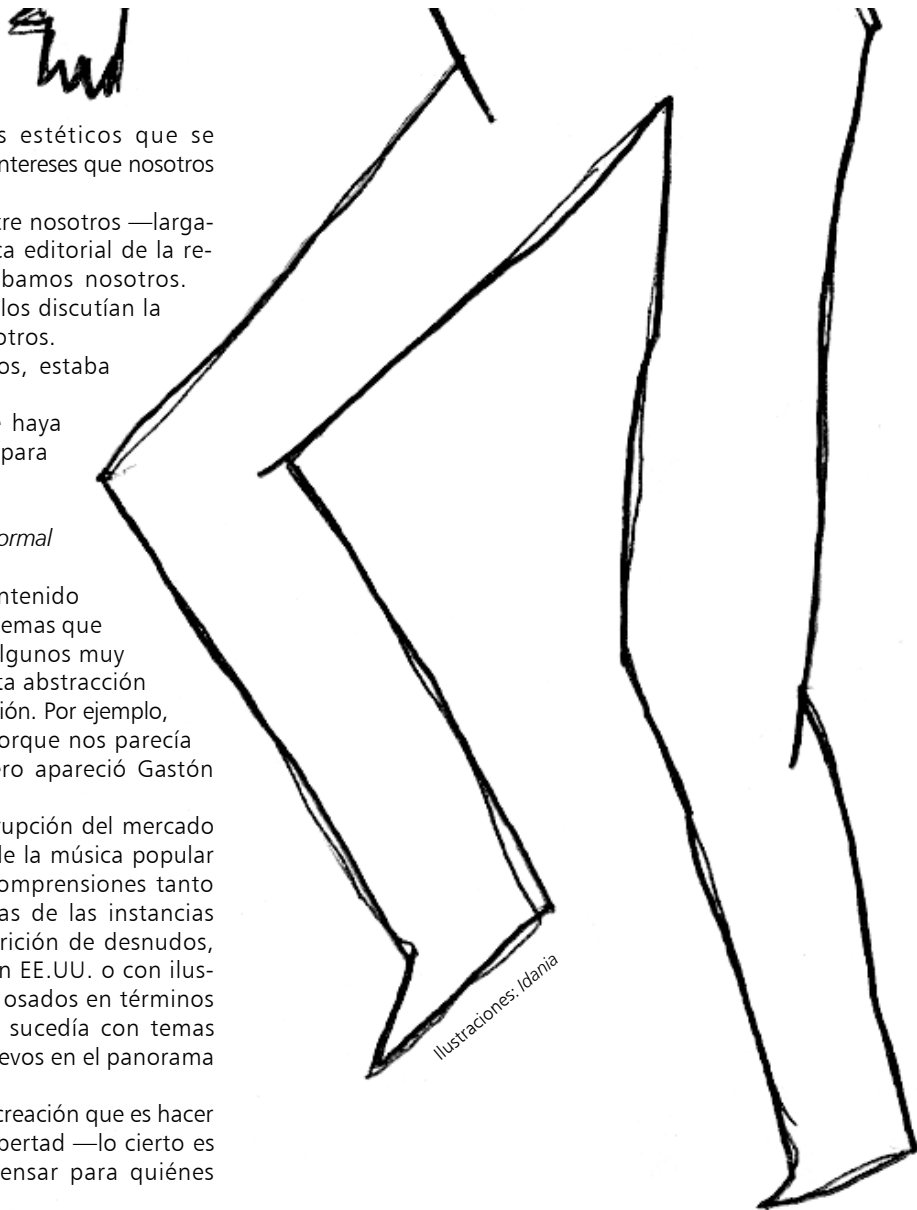 s estéticos que se
ntereses que nosotros
re nosotros —larga-
a editorial de la re-
bamos nosotros.
los discutían la
otros.
os, estaba
haya
para
ormal
ntenido
emas que
lgunos muy
ta abstracción
ión. Por ejemplo,
orque nos parecía
ro apareció Gastón
upción del mercado
de la música popular
omprensiones tanto
as de las instancias
rición de desnudos,
n EE.UU. o con ilus-
osados en términos
sucedía con temas
evos en el panorama
creación que es hacer
bertad —lo cierto es
ensar para quiénes
Ilustraciones: Idania